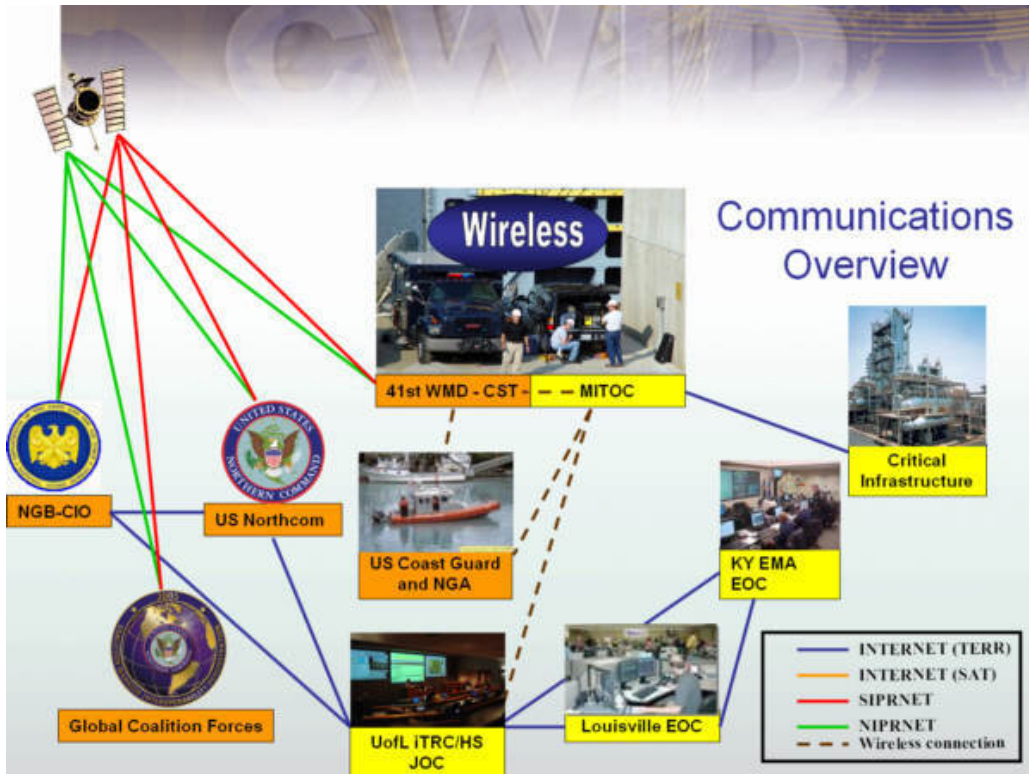 CWID
Wireless
Communications
Overview
41st WMD - CST
MITOC
Critical
Infrastructure
UNITED STATES
NORTHERN COMMAND
NGB-CIO
US Northcom
US Coast Guard
and NGA
KY EMA
EOC
Global Coalition Forces
UofL iTRC/HS
JOC
Louisville EOC
INTERNET (TERR)
INTERNET (SAT)
SIPRNET
NIPRNET
Wireless connection